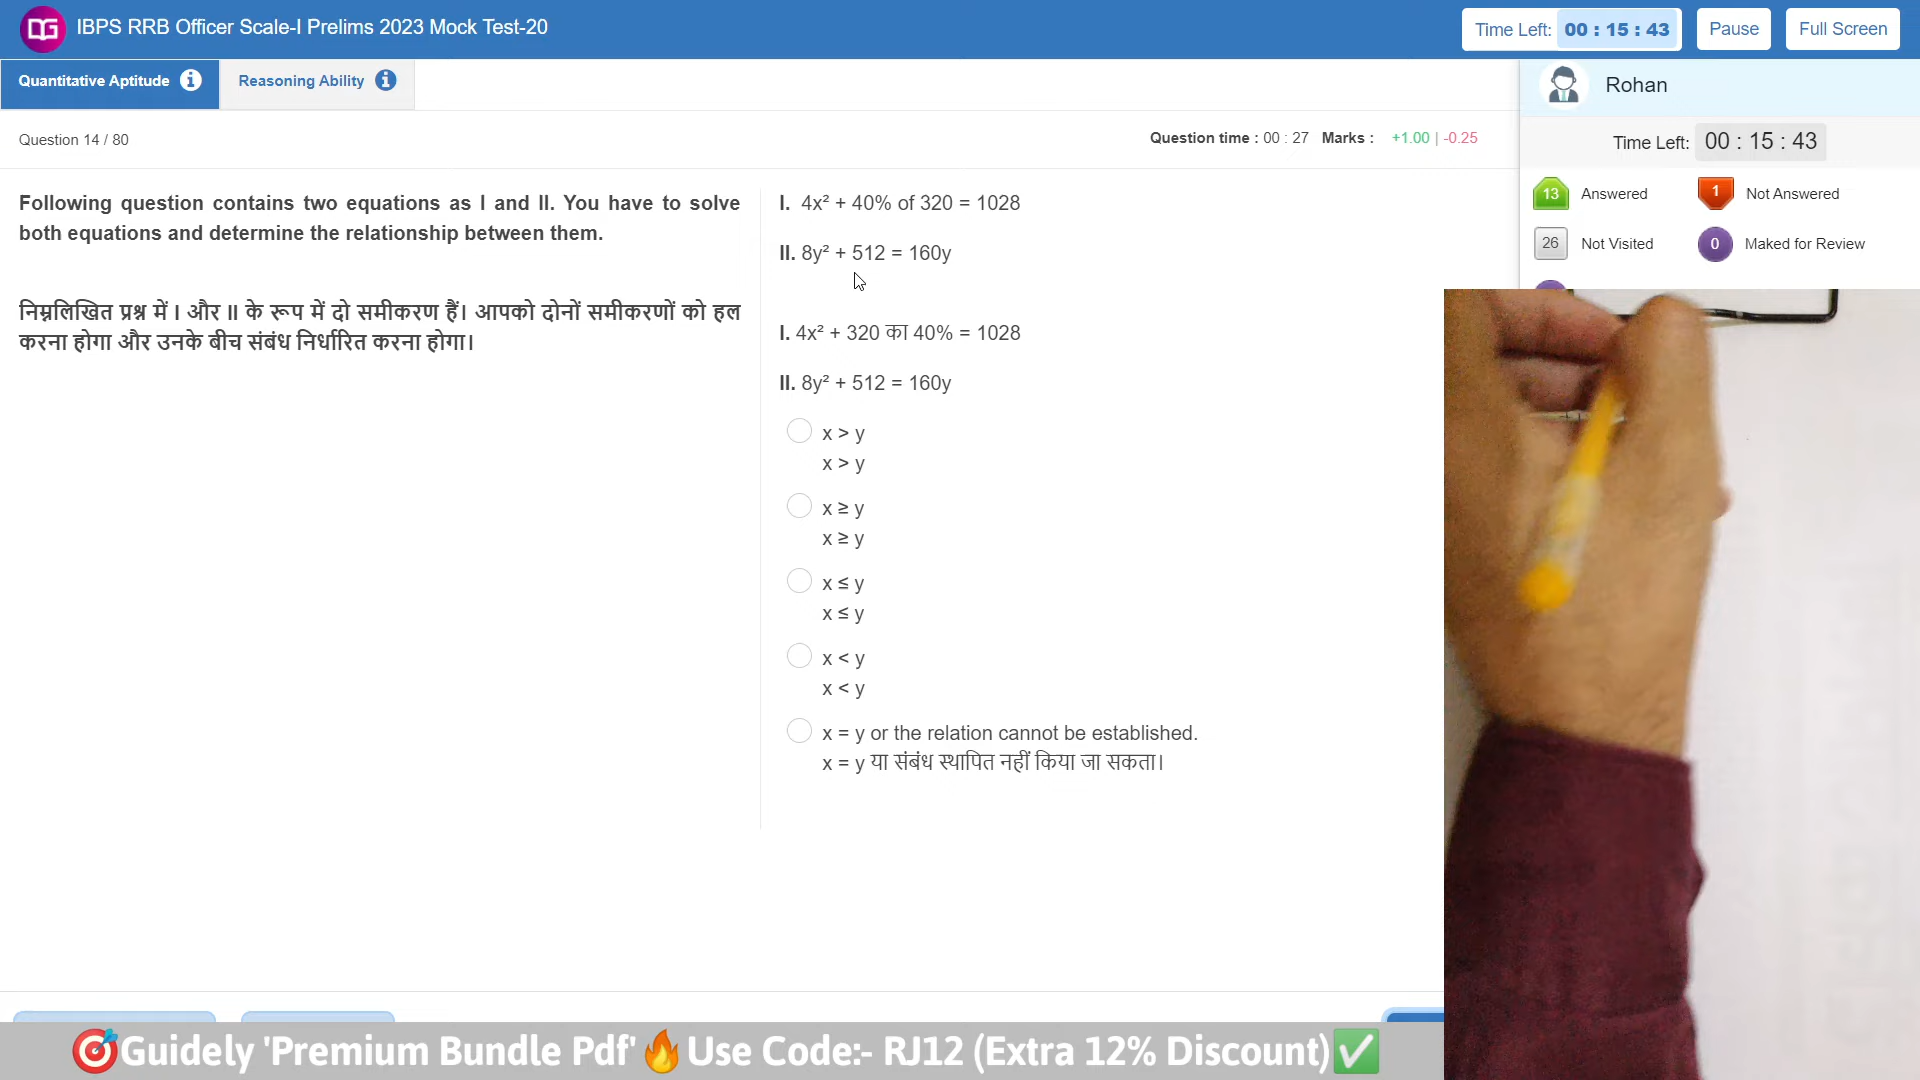 DG
IBPS RRB Officer Scale-I Prelims 2023 Mock Test-20
Time Left: 00 : 15 : 43
Pause
Full Screen
Quantitative Aptitude
Reasoning Ability
Rohan
Question 14 / 80
Question time : 00 : 27 Marks : +1.00 | -0.25
Time Left: 00 : 15 : 43
13 Answered
1 Not Answered
26 Not Visited
0 Maked for Review
Following question contains two equations as I and II. You have to solve
both equations and determine the relationship between them.
निम्नलिखित प्रश्न में I और II के रूप में दो समीकरण हैं। आपको दोनों समीकरणों को हल
करना होगा और उनके बीच संबंध निर्धारित करना होगा।
I. 4x² + 40% of 320 = 1028
II. 8y² + 512 = 160y
I. 4x² + 320 का 40% = 1028
II. 8y² + 512 = 160y
x > y
x > y
x ≥ y
x ≥ y
x ≤ y
x ≤ y
x < y
x < y
x = y or the relation cannot be established.
x = y या संबंध स्थापित नहीं किया जा सकता।
Guidely 'Premium Bundle Pdf' Use Code:- RJ12 (Extra 12% Discount)